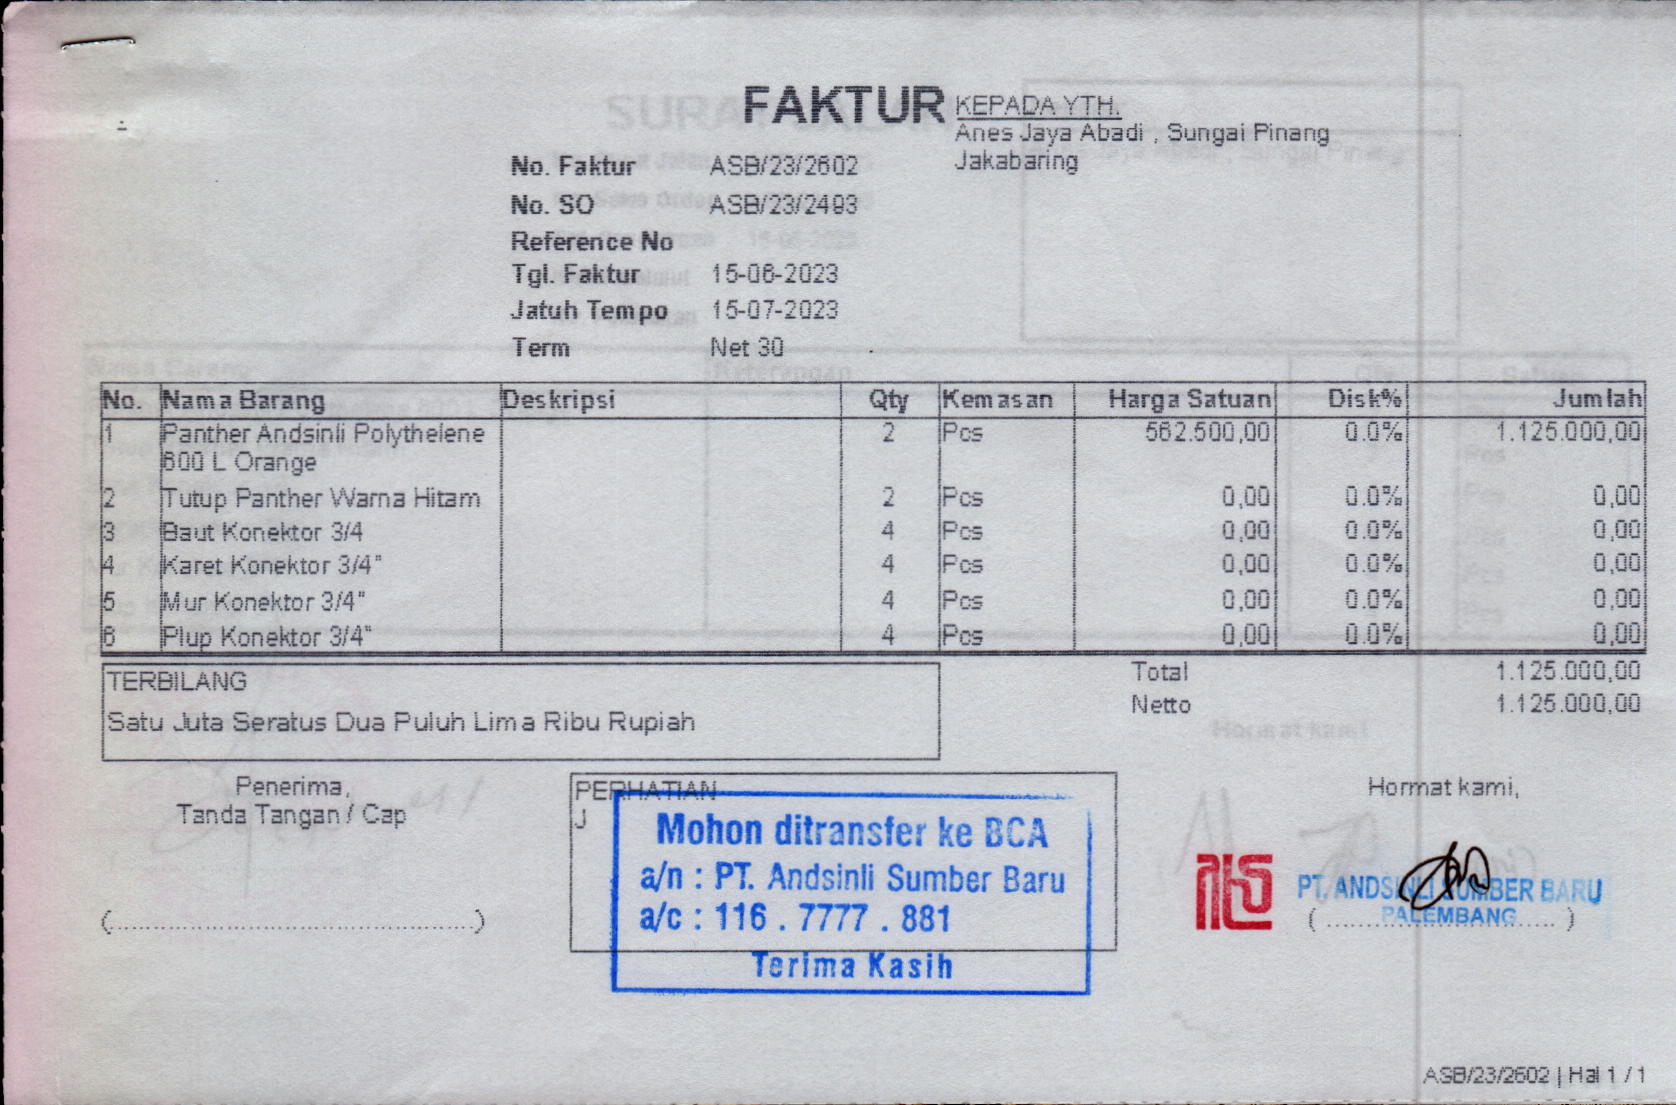 FAKTUR
KEPADA YTH.
Anes Jaya Abadi , Sungai Pinang
Jakabaring
No. Faktur ASB/23/2602
No. SO ASB/23/2493
Reference No
Tgl. Faktur 15-06-2023
Jatuh Tempo 15-07-2023
Term Net 30
No. Nama Barang Deskripsi Qty Kemasan Harga Satuan Disk% Jumlah
1 Panther Andsinli Polythelene 2 Pcs 562.500,00 0.0% 1.125.000,00
600 L Orange
2 Tutup Panther Warna Hitam 2 Pcs 0,00 0.0% 0,00
3 Baut Konektor 3/4 4 Pcs 0,00 0.0% 0,00
4 Karet Konektor 3/4" 4 Pcs 0,00 0.0% 0,00
5 Mur Konektor 3/4" 4 Pcs 0,00 0.0% 0,00
6 Plup Konektor 3/4" 4 Pcs 0,00 0.0% 0,00
Total 1.125.000,00
Netto 1.125.000,00
TERBILANG
Satu Juta Seratus Dua Puluh Lima Ribu Rupiah
Penerima,
Tanda Tangan / Cap
(..................................................)
PERHATIAN
J
Mohon ditransfer ke BCA
a/n : PT. Andsinli Sumber Baru
a/c : 116 . 7777 . 881
Terima Kasih
Hormat kami,
PT. ANDSINLI SUMBER BARU
PALEMBANG
(..................................)
ASB/23/2602 | Hal 1 / 1